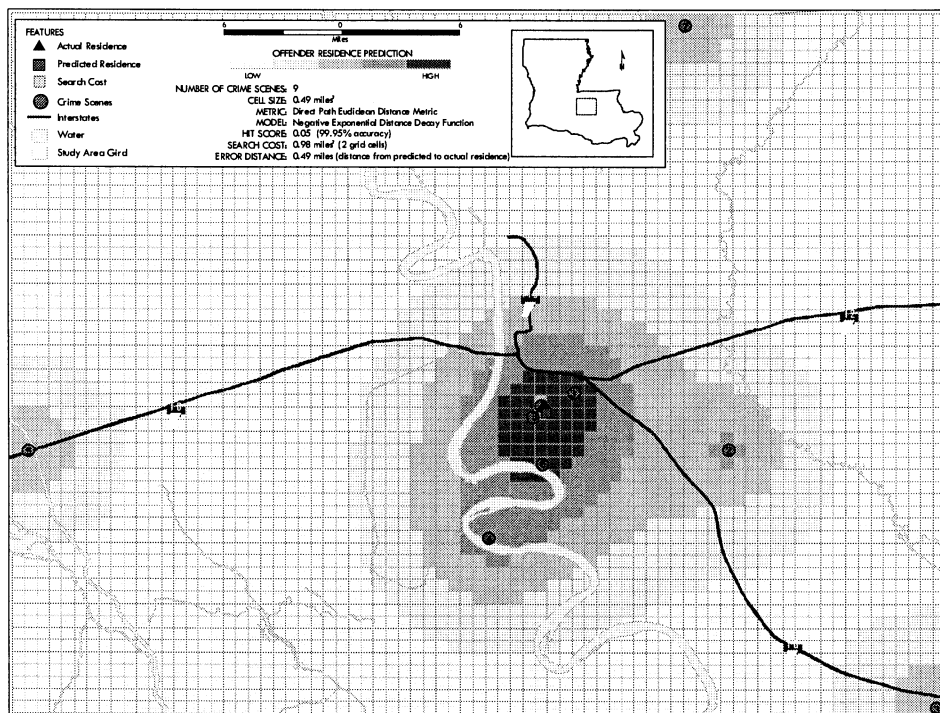 6 0 6
Miles
FEATURES
Actual Residence
Predicted Residence
Search Cost
Crime Scenes
Interstates
Water
Study Area Gird
OFFENDER RESIDENCE PREDICTION
LOW HIGH
NUMBER OF CRIME SCENES: 9
CELL SIZE: 0.49 miles²
METRIC: Direct Path Euclidean Distance Metric
MODEL: Negative Exponential Distance Decay Function
HIT SCORE: 0.05 (99.95% accuracy)
SEARCH COST: 0.98 miles² (2 grid cells)
ERROR DISTANCE: 0.49 miles (distance from predicted to actual residence)